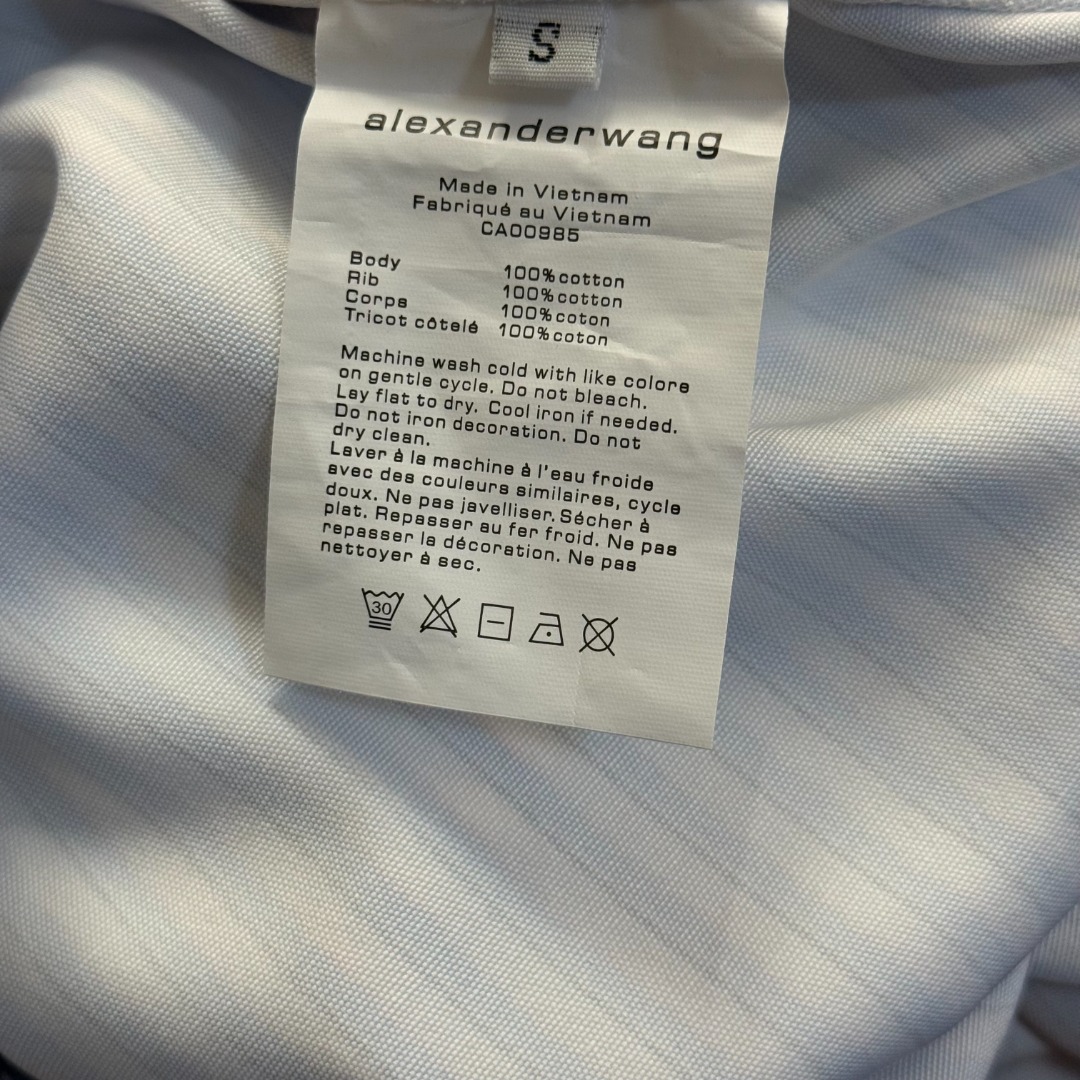 S
alexanderwang
Made in Vietnam
Fabriqué au Vietnam
CA00985
Body 100% cotton
Rib 100% cotton
Corps 100% coton
Tricot côtelé 100% coton
Machine wash cold with like colors
on gentle cycle. Do not bleach.
Lay flat to dry. Cool iron if needed.
Do not iron decoration. Do not
dry clean.
Laver à la machine à l'eau froide
avec des couleurs similaires, cycle
doux. Ne pas javelliser. Sécher à
plat. Repasser au fer froid. Ne pas
repasser la décoration. Ne pas
nettoyer à sec.
30